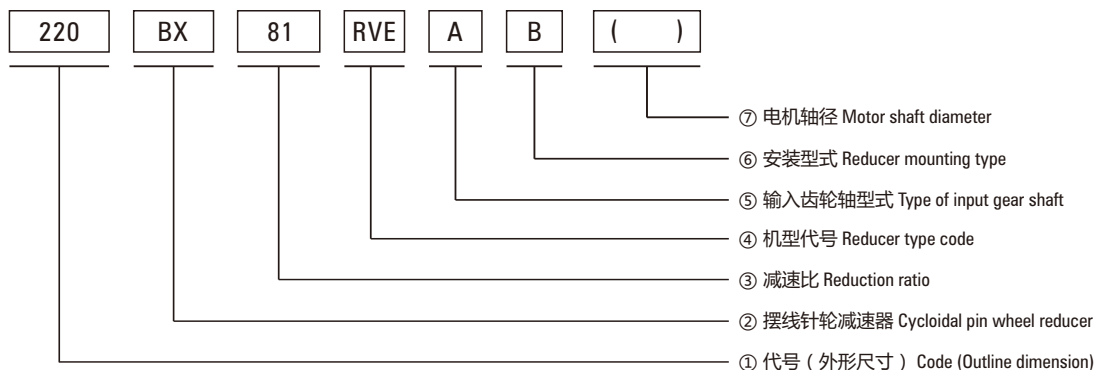 220 BX 81 RVE A B ( )
⑦ 电机轴径 Motor shaft diameter
⑥ 安装型式 Reducer mounting type
⑤ 输入齿轮轴型式 Type of input gear shaft
④ 机型代号 Reducer type code
③ 减速比 Reduction ratio
② 摆线针轮减速器 Cycloidal pin wheel reducer
① 代号（外形尺寸） Code (Outline dimension)